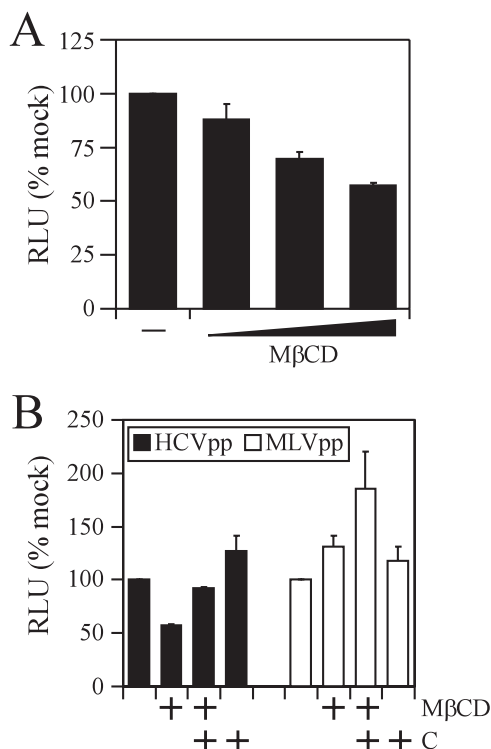 A
125
100
75
50
25
0
RLU (% mock)
—
MβCD
B
HCVpp MLVpp
250
200
150
100
50
0
RLU (% mock)
+ + + + MβCD
+ + + + C